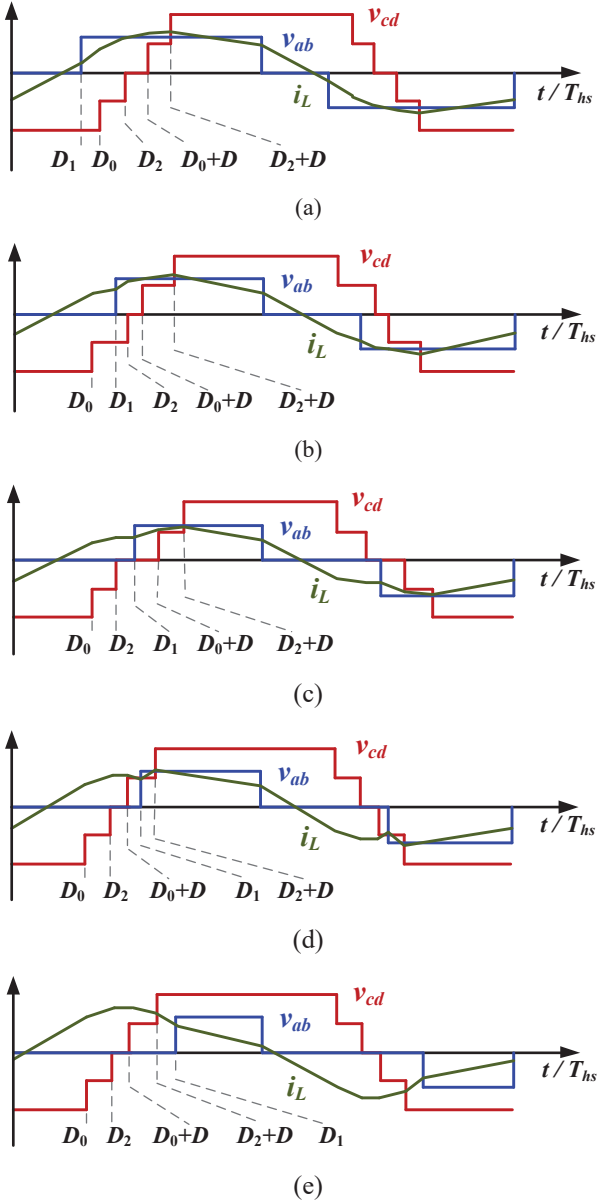 v_cd
v_ab
i_L
t / T_hs
D_1 D_0 D_2 D_0+D D_2+D
(a)
v_cd
v_ab
i_L
t / T_hs
D_0 D_1 D_2 D_0+D D_2+D
(b)
v_cd
v_ab
i_L
t / T_hs
D_0 D_2 D_1 D_0+D D_2+D
(c)
v_cd
v_ab
i_L
t / T_hs
D_0 D_2 D_0+D D_1 D_2+D
(d)
v_cd
v_ab
i_L
t / T_hs
D_0 D_2 D_0+D D_2+D D_1
(e)